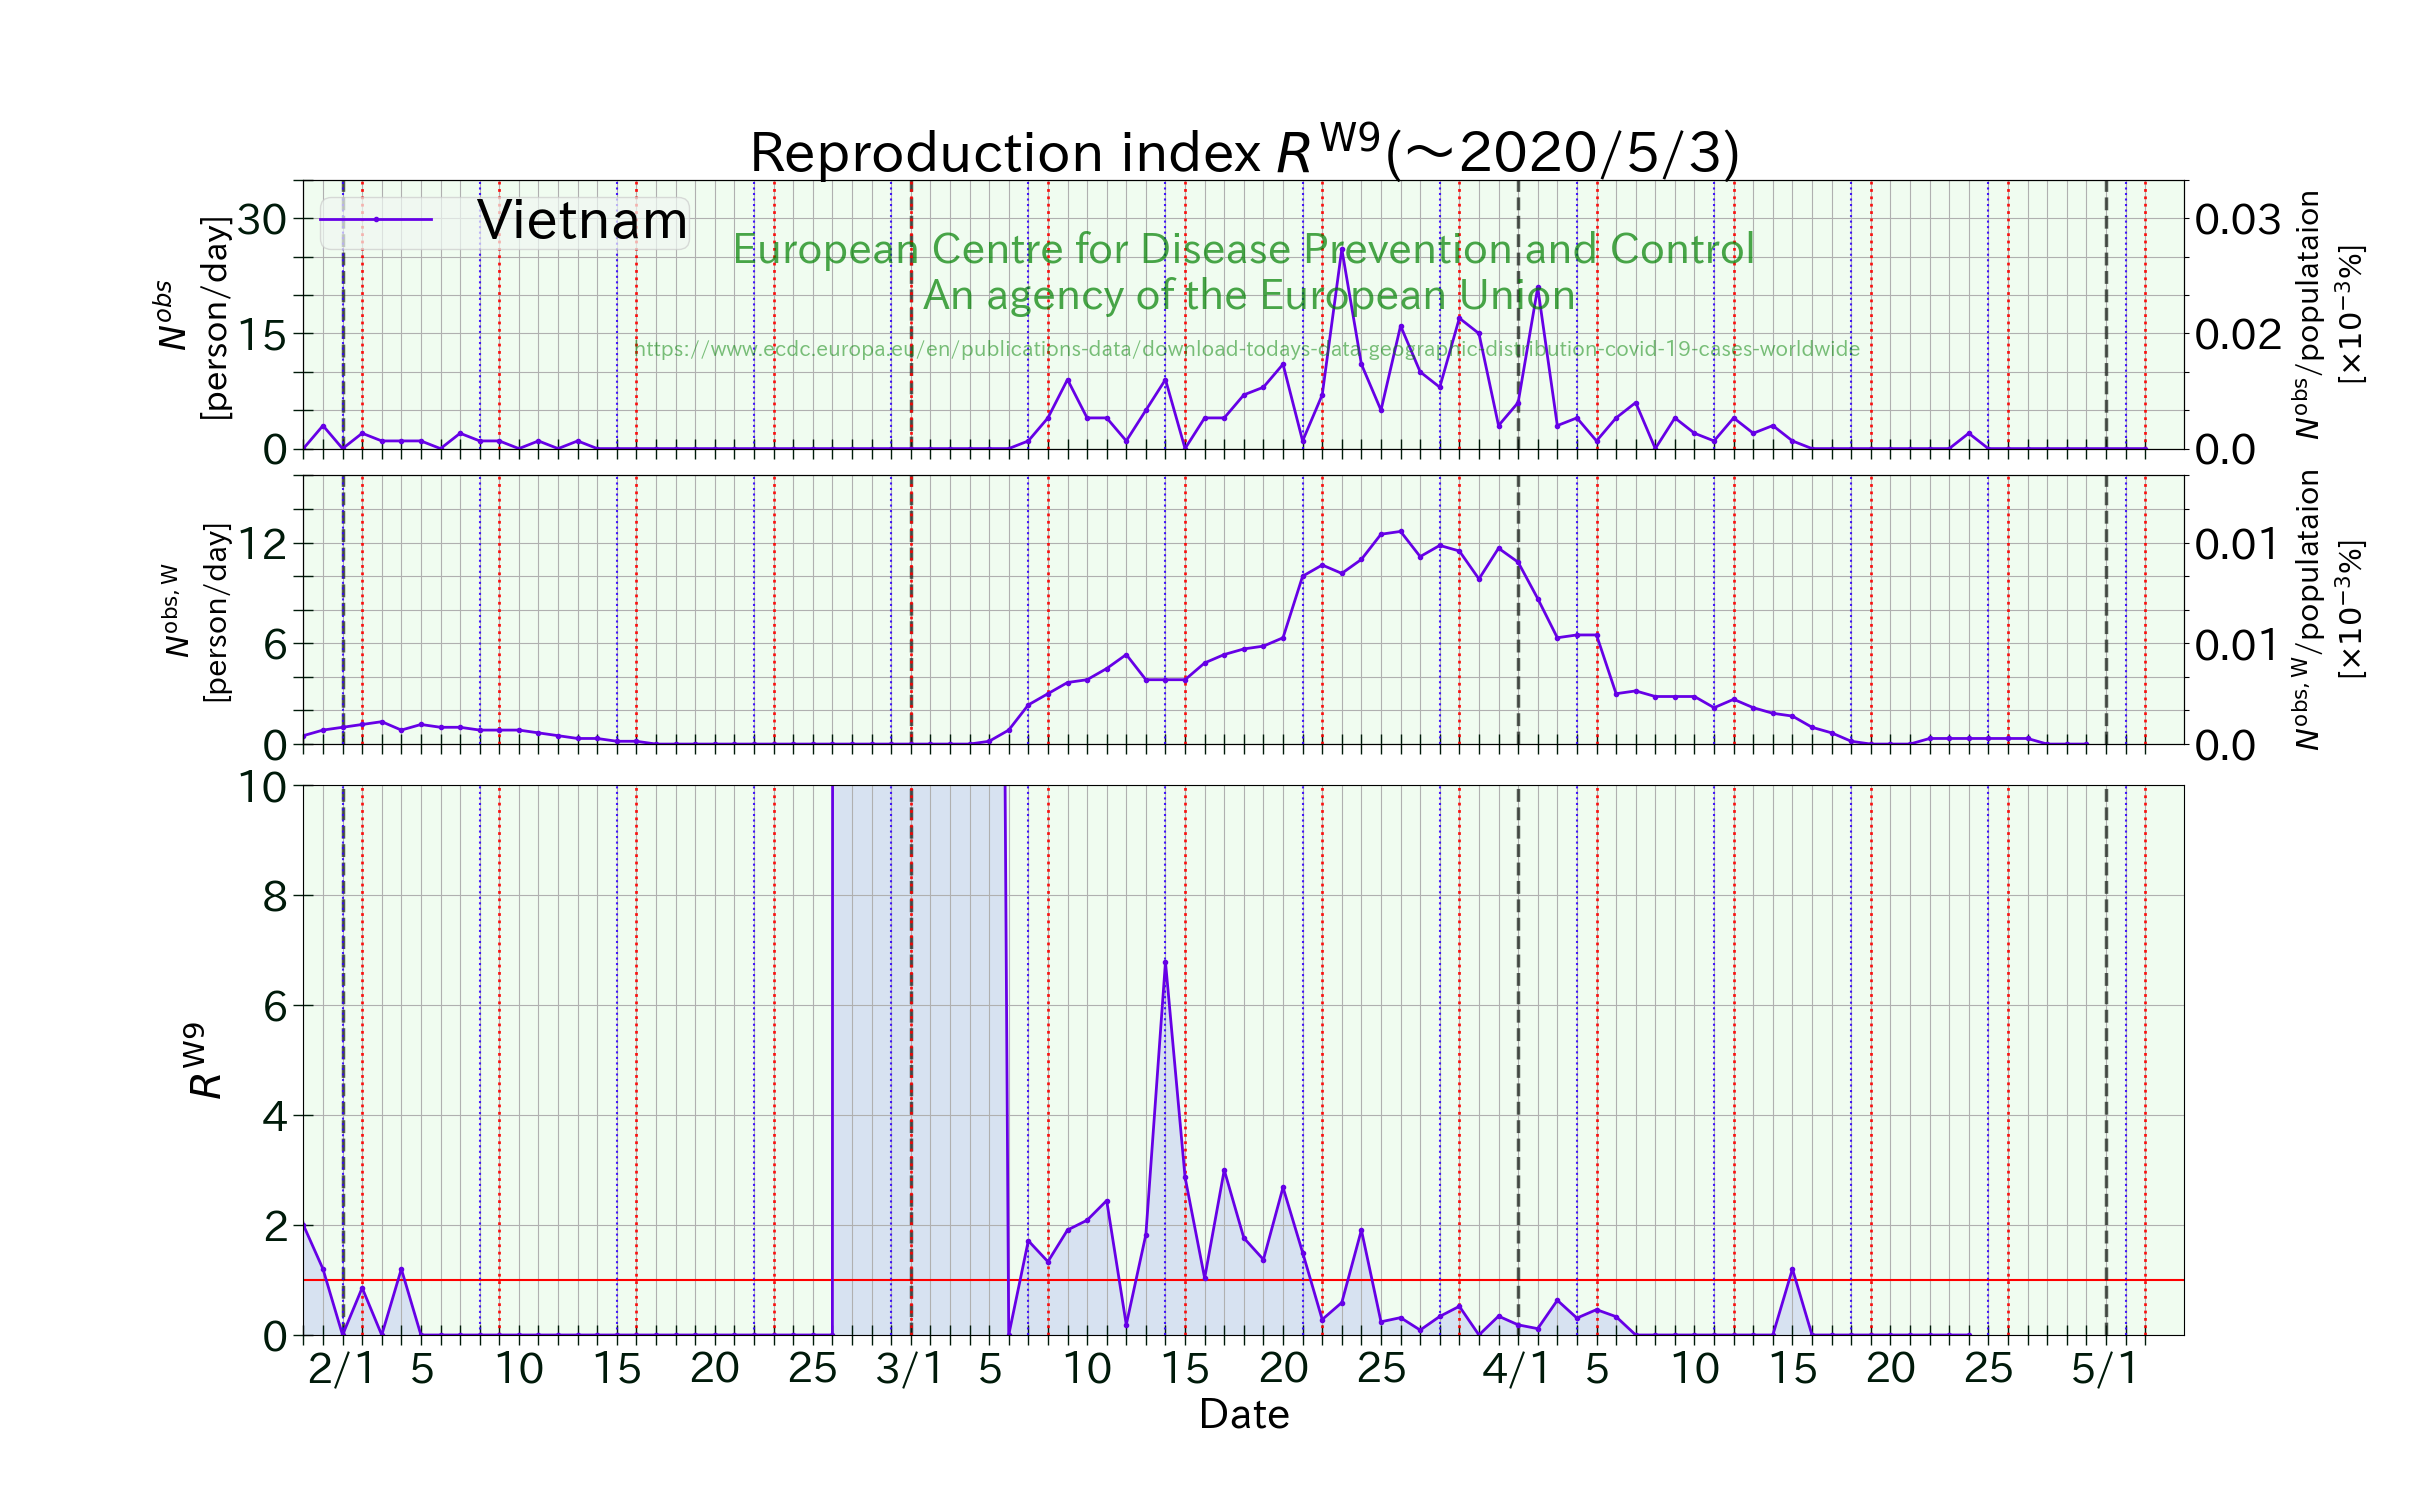 Reproduction index R^W9(～2020/5/3)
Vietnam
European Centre for Disease Prevention and Control
An agency of the European Union
https://www.ecdc.europa.eu/en/publications-data/download-todays-data-geographic-distribution-covid-19-cases-worldwide
N^obs
[person/day]
30
15
0
0.03
0.02
0.0
N^obs/populataion
[×10^−3%]
N^obs, W
[person/day]
12
6
0
0.01
0.01
0.0
N^obs, W/populataion
[×10^−3%]
R^W9
10
8
6
4
2
0
2/1 5 10 15 20 25 3/1 5 10 15 20 25 4/1 5 10 15 20 25 5/1
Date